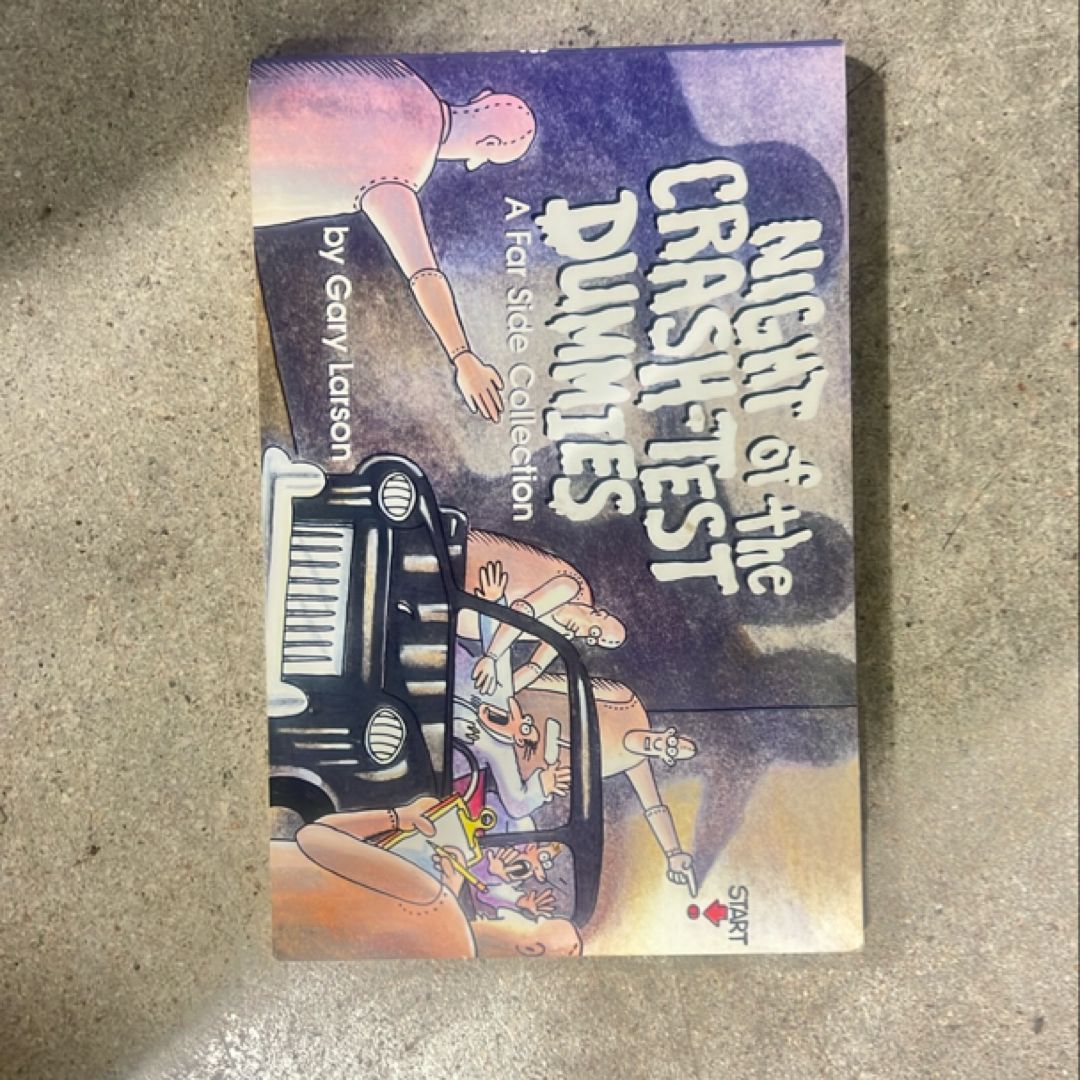 NIGHT of the
CRASH-TEST
DUMMIES
A Far Side Collection
by Gary Larson
START